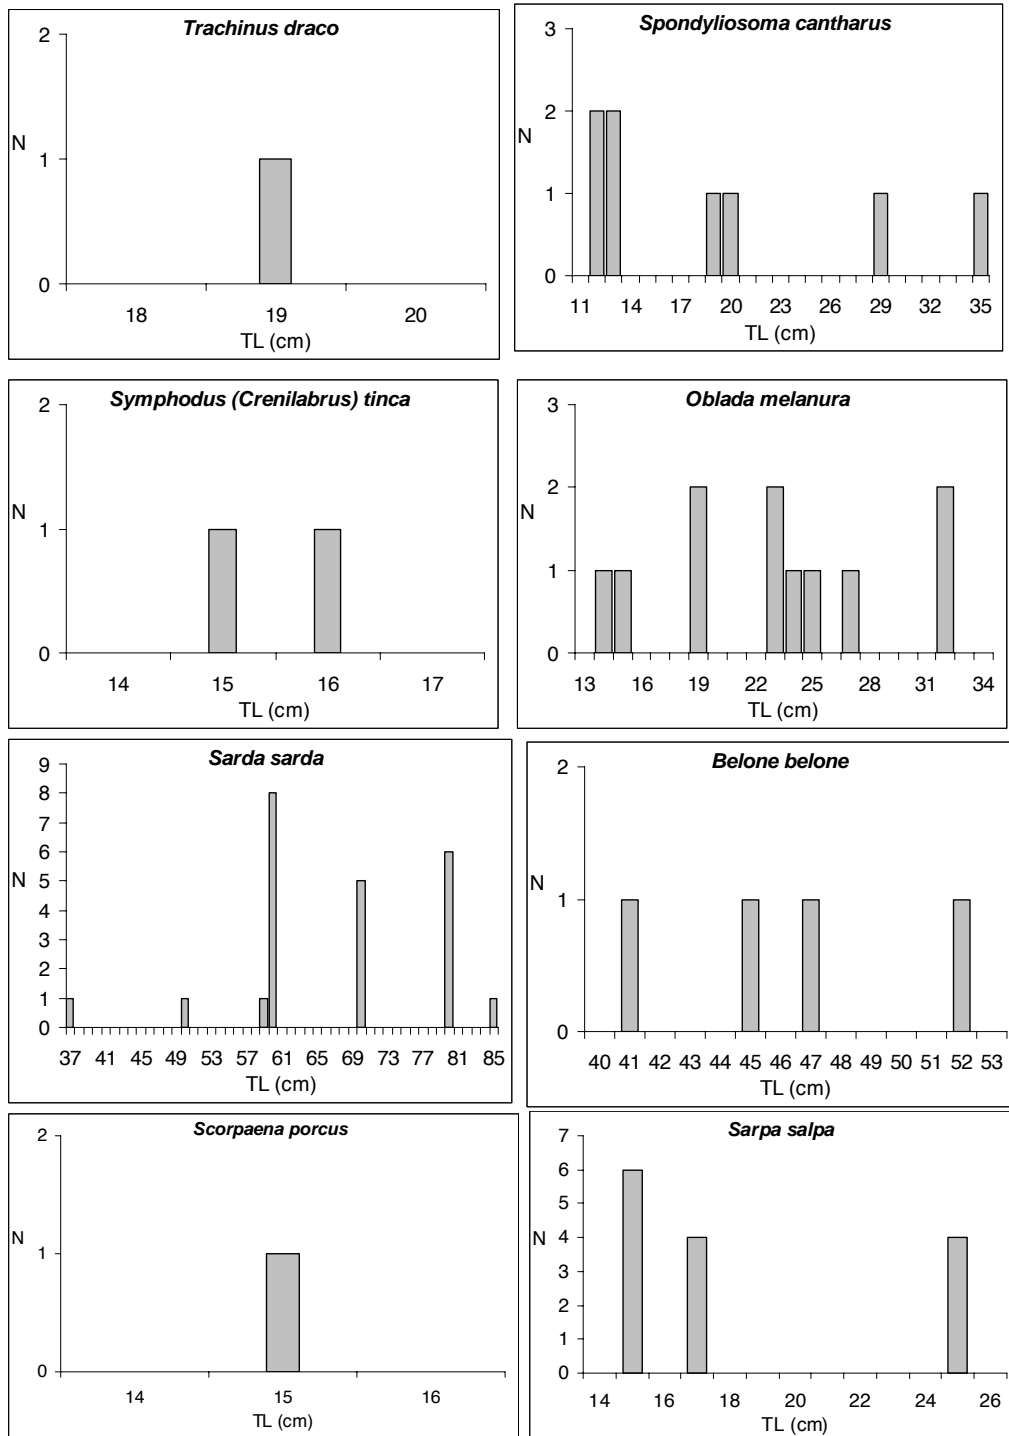 Trachinus draco
2
N
1
0
18 19 20
TL (cm)
Spondyliosoma cantharus
3
2
N
1
0
11 14 17 20 23 26 29 32 35
TL (cm)
Symphodus (Crenilabrus) tinca
2
N
1
0
14 15 16 17
TL (cm)
Oblada melanura
3
2
N
1
0
13 16 19 22 25 28 31 34
TL (cm)
Sarda sarda
9
8
7
6
N 5
4
3
2
1
0
37 41 45 49 53 57 61 65 69 73 77 81 85
TL (cm)
Belone belone
2
N
1
0
40 41 42 43 44 45 46 47 48 49 50 51 52 53
TL (cm)
Scorpaena porcus
2
N
1
0
14 15 16
TL (cm)
Sarpa salpa
7
6
5
N 4
3
2
1
0
14 16 18 20 22 24 26
TL (cm)